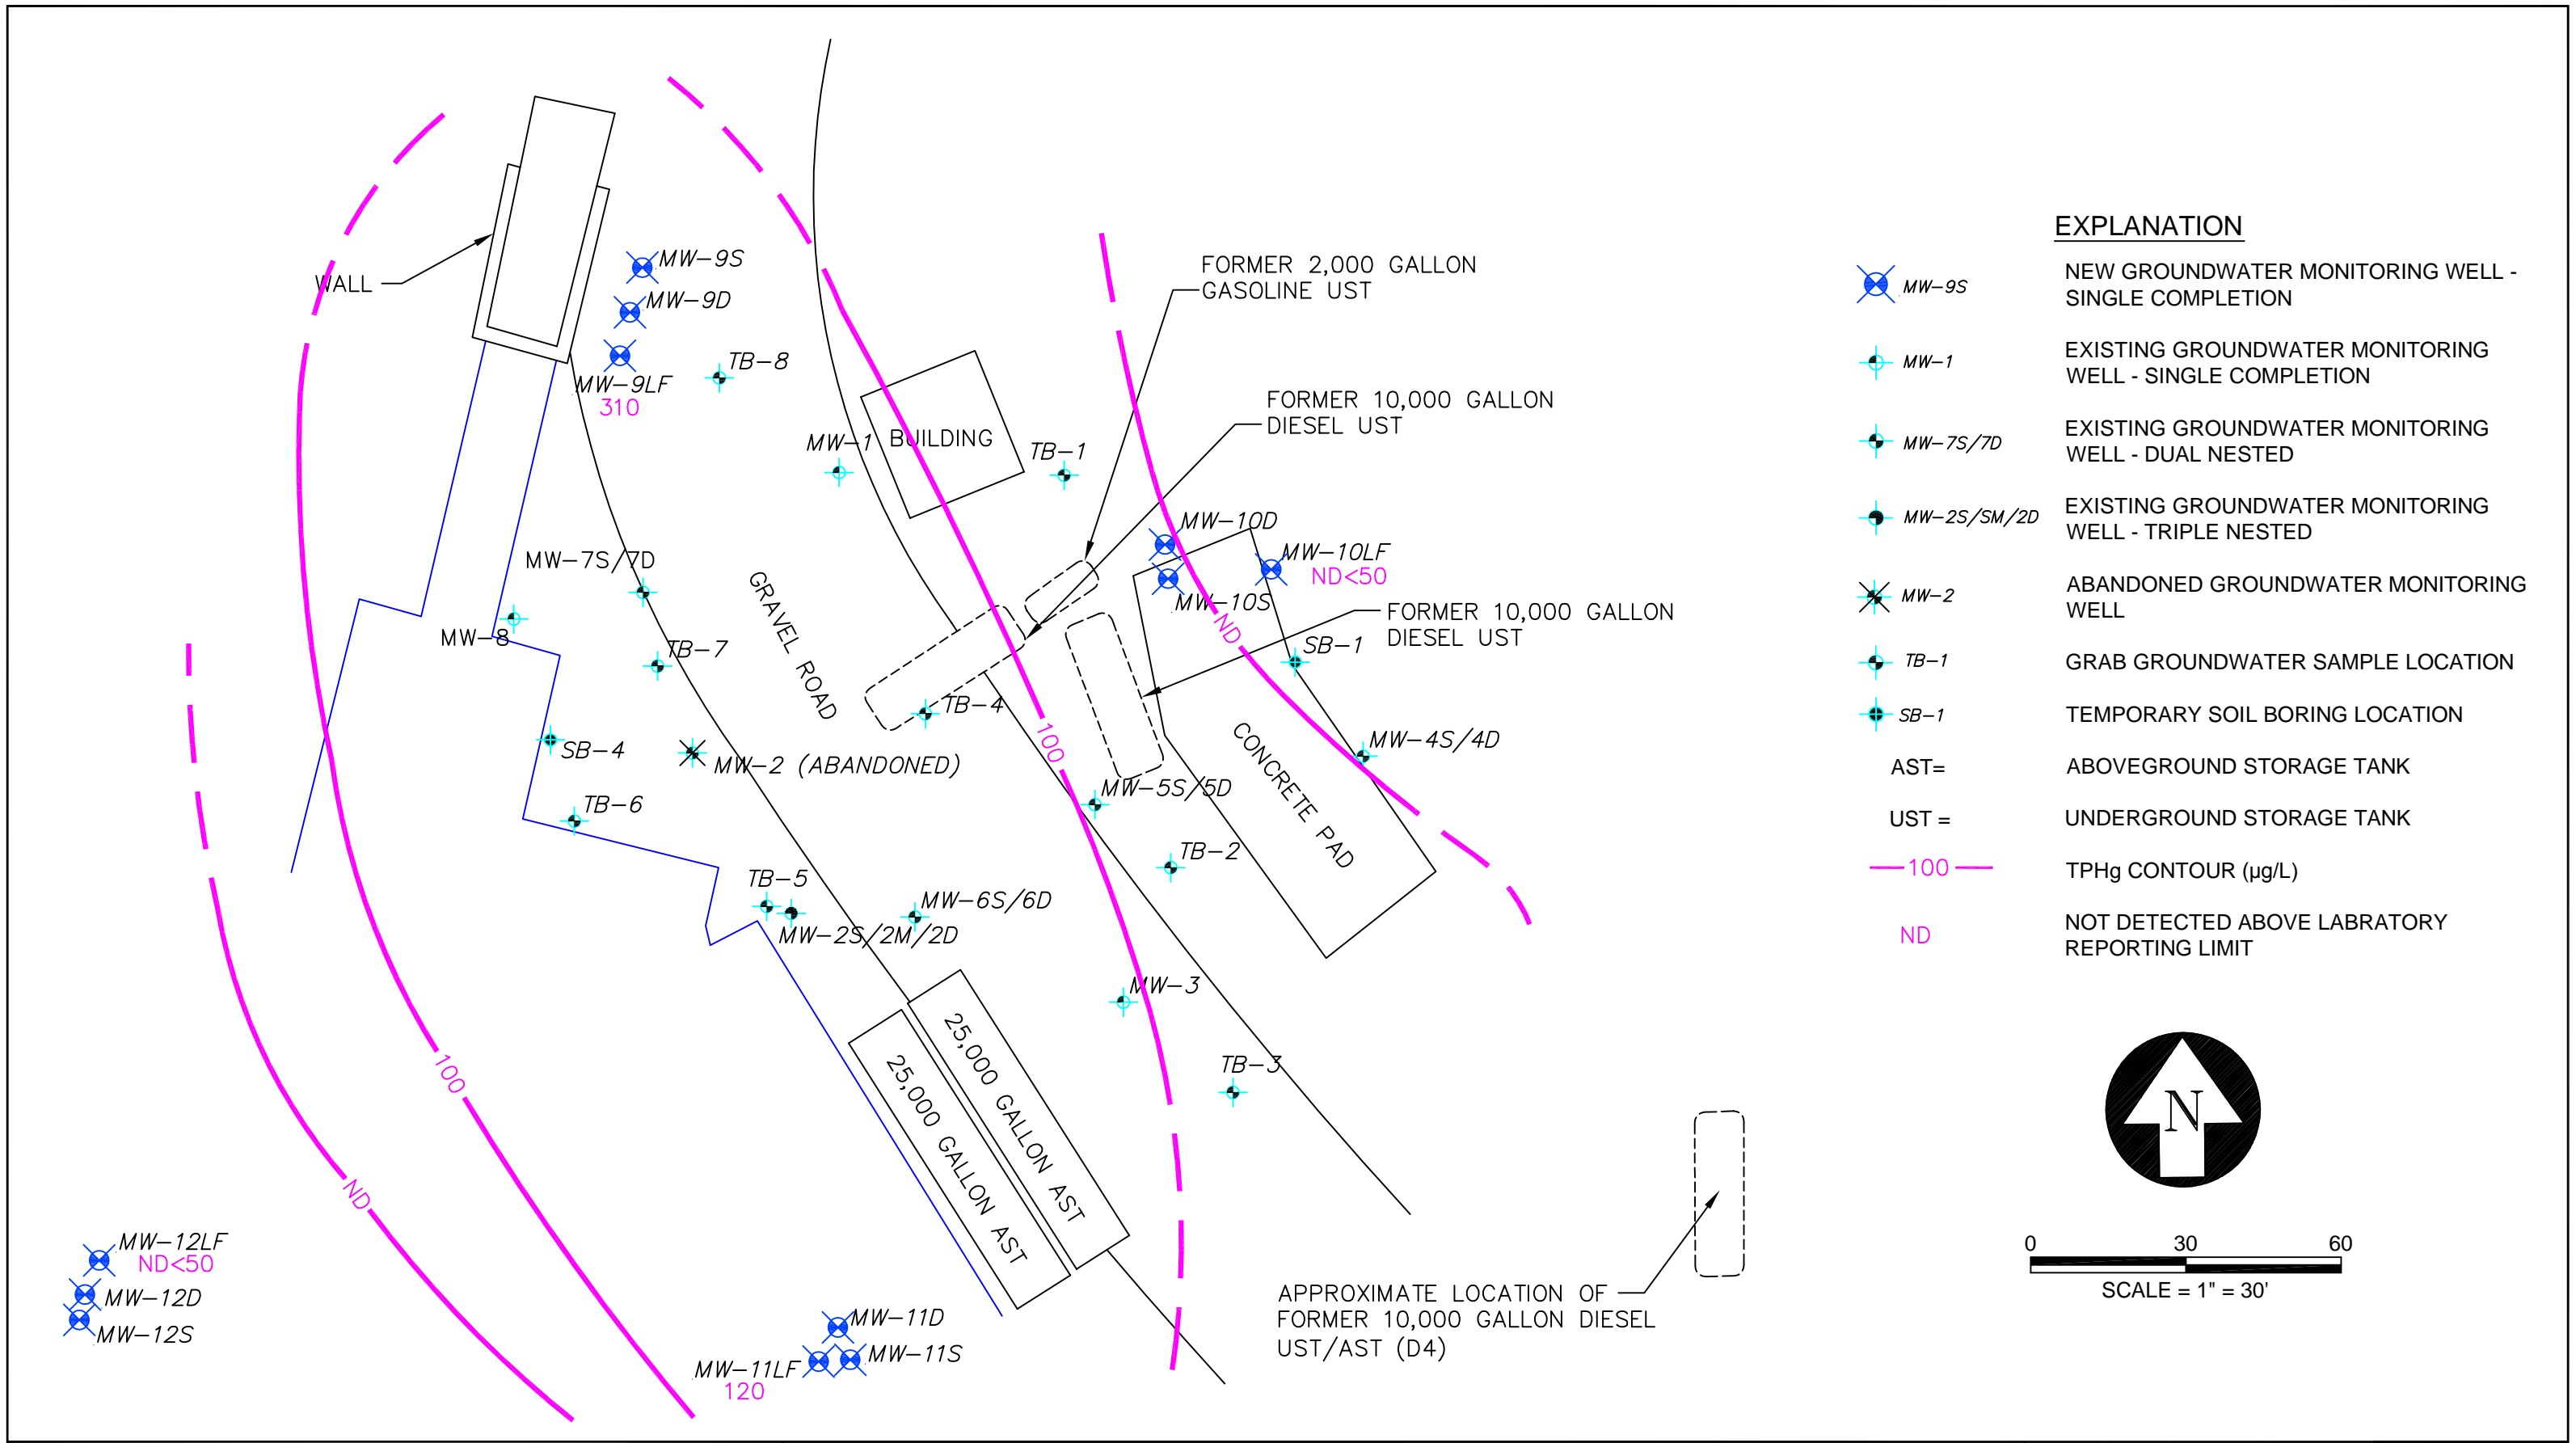 WALL
MW-9S
MW-9D
MW-9LF
310
TB-8
FORMER 2,000 GALLON
GASOLINE UST
FORMER 10,000 GALLON
DIESEL UST
MW-1
BUILDING
TB-1
MW-10D
MW-10LF
ND<50
MW-10S
MW-7S/7D
MW-8
GRAVEL ROAD
FORMER 10,000 GALLON
DIESEL UST
ND
SB-1
TB-7
TB-4
100
SB-4
MW-2 (ABANDONED)
MW-4S/4D
CONCRETE PAD
MW-5S/5D
TB-6
TB-2
TB-5
MW-6S/6D
MW-2S/2M/2D
MW-3
TB-3
25,000 GALLON AST
25,000 GALLON AST
100
ND
MW-12LF
ND<50
MW-12D
MW-12S
MW-11D
MW-11S
MW-11LF
120
APPROXIMATE LOCATION OF
FORMER 10,000 GALLON DIESEL
UST/AST (D4)
EXPLANATION
MW-9S
NEW GROUNDWATER MONITORING WELL -
SINGLE COMPLETION
MW-1
EXISTING GROUNDWATER MONITORING
WELL - SINGLE COMPLETION
MW-7S/7D
EXISTING GROUNDWATER MONITORING
WELL - DUAL NESTED
MW-2S/SM/2D
EXISTING GROUNDWATER MONITORING
WELL - TRIPLE NESTED
MW-2
ABANDONED GROUNDWATER MONITORING
WELL
TB-1
GRAB GROUNDWATER SAMPLE LOCATION
SB-1
TEMPORARY SOIL BORING LOCATION
AST=
ABOVEGROUND STORAGE TANK
UST =
UNDERGROUND STORAGE TANK
100
TPHg CONTOUR (µg/L)
ND
NOT DETECTED ABOVE LABRATORY
REPORTING LIMIT
N
0 30 60
SCALE = 1" = 30'